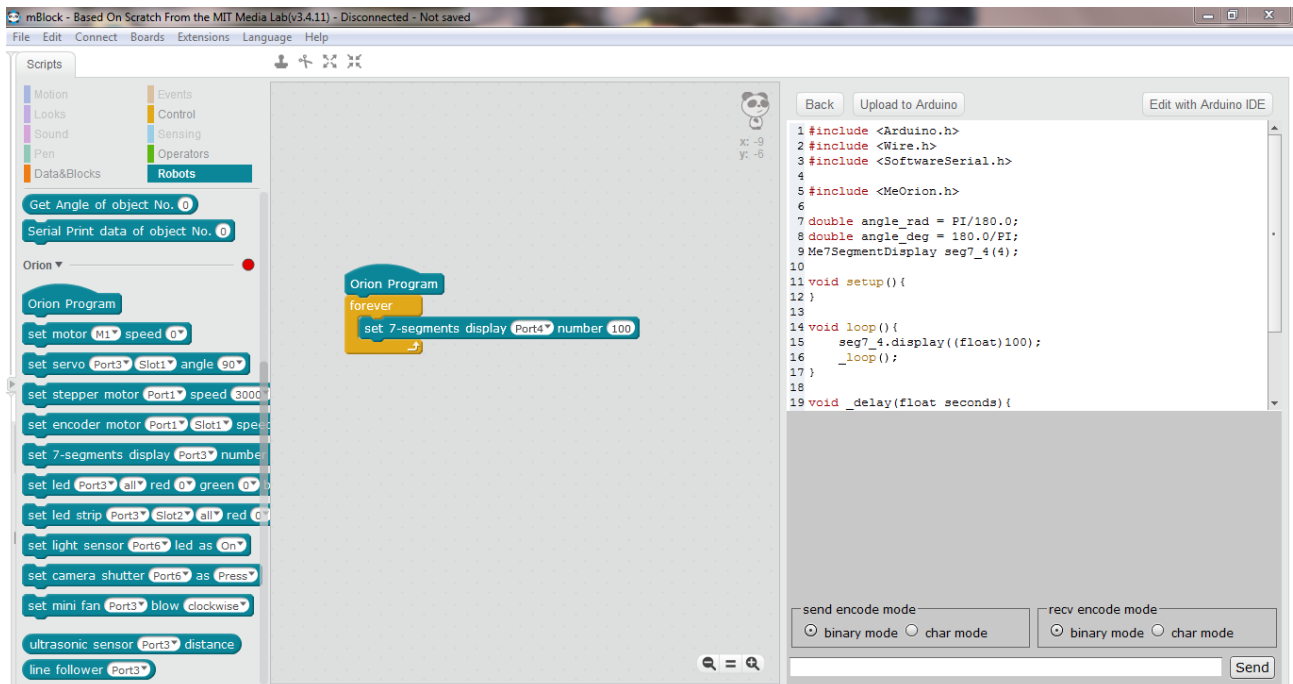 mBlock - Based On Scratch From the MIT Media Lab(v3.4.11) - Disconnected - Not saved
File Edit Connect Boards Extensions Language Help
Scripts
Motion Events
Looks Control
Sound Sensing
Pen Operators
Data&Blocks Robots
Get Angle of object No. 0
Serial Print data of object No. 0
Orion
Orion Program
set motor M1 speed 0
set servo Port3 Slot1 angle 90
set stepper motor Port1 speed 3000
set encoder motor Port1 Slot1 speed
set 7-segments display Port3 number
set led Port3 all red 0 green 0 b
set led strip Port3 Slot2 all red 0
set light sensor Port6 led as On
set camera shutter Port6 as Press
set mini fan Port3 blow clockwise
ultrasonic sensor Port3 distance
line follower Port3
x: -9
y: -6
Orion Program
forever
set 7-segments display Port4 number 100
Back Upload to Arduino Edit with Arduino IDE
1 #include <Arduino.h>
2 #include <Wire.h>
3 #include <SoftwareSerial.h>
4
5 #include <MeOrion.h>
6
7 double angle_rad = PI/180.0;
8 double angle_deg = 180.0/PI;
9 Me7SegmentDisplay seg7_4(4);
10
11 void setup(){
12 }
13
14 void loop(){
15 seg7_4.display((float)100);
16 _loop();
17 }
18
19 void _delay(float seconds){
send encode mode
binary mode char mode
recv encode mode
binary mode char mode
Send